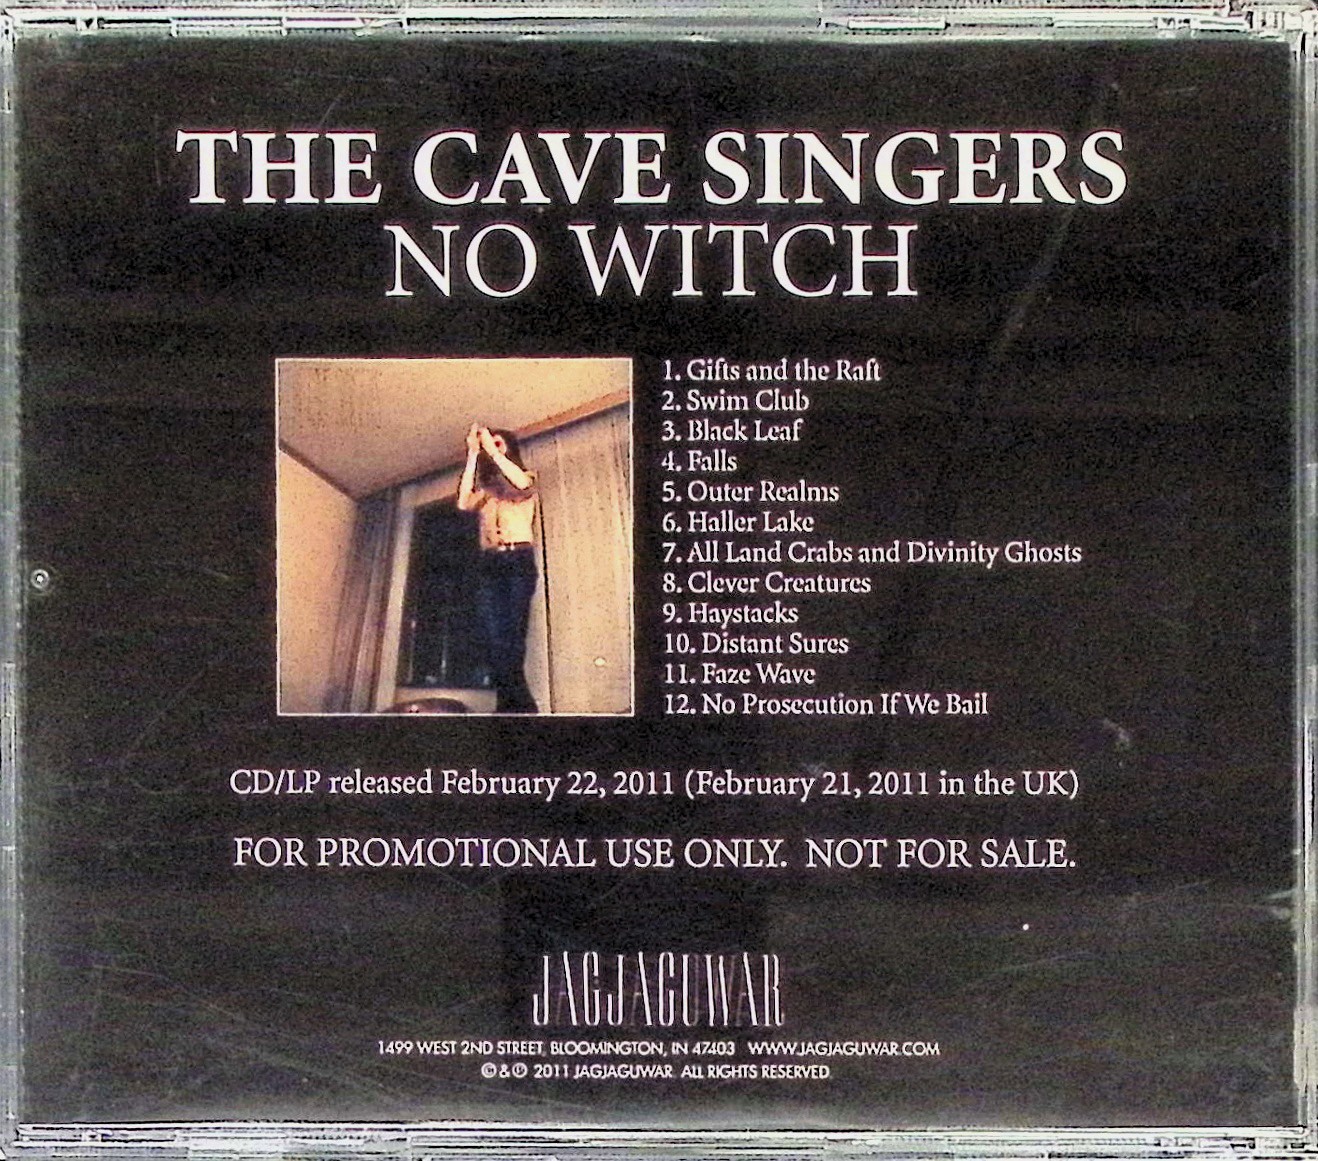 THE CAVE SINGERS
NO WITCH
1. Gifts and the Raft
2. Swim Club
3. Black Leaf
4. Falls
5. Outer Realms
6. Haller Lake
7. All Land Crabs and Divinity Ghosts
8. Clever Creatures
9. Haystacks
10. Distant Sures
11. Faze Wave
12. No Prosecution If We Bail
CD/LP released February 22, 2011 (February 21, 2011 in the UK)
FOR PROMOTIONAL USE ONLY. NOT FOR SALE.
JAGJAGUWAR
1499 WEST 2ND STREET, BLOOMINGTON, IN 47403 WWW.JAGJAGUWAR.COM
© & ℗ 2011 JAGJAGUWAR. ALL RIGHTS RESERVED.